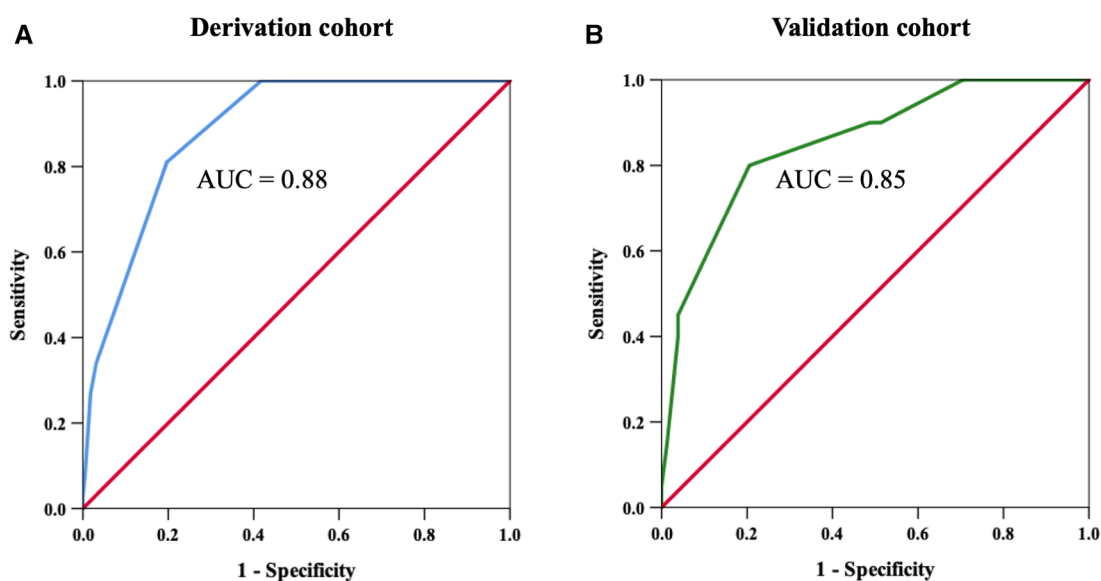 A
Derivation cohort
1.0
0.8
0.6
0.4
0.2
0.0
Sensitivity
AUC = 0.88
0.0 0.2 0.4 0.6 0.8 1.0
1 - Specificity
B
Validation cohort
1.0
0.8
0.6
0.4
0.2
0.0
Sensitivity
AUC = 0.85
0.0 0.2 0.4 0.6 0.8 1.0
1 - Specificity